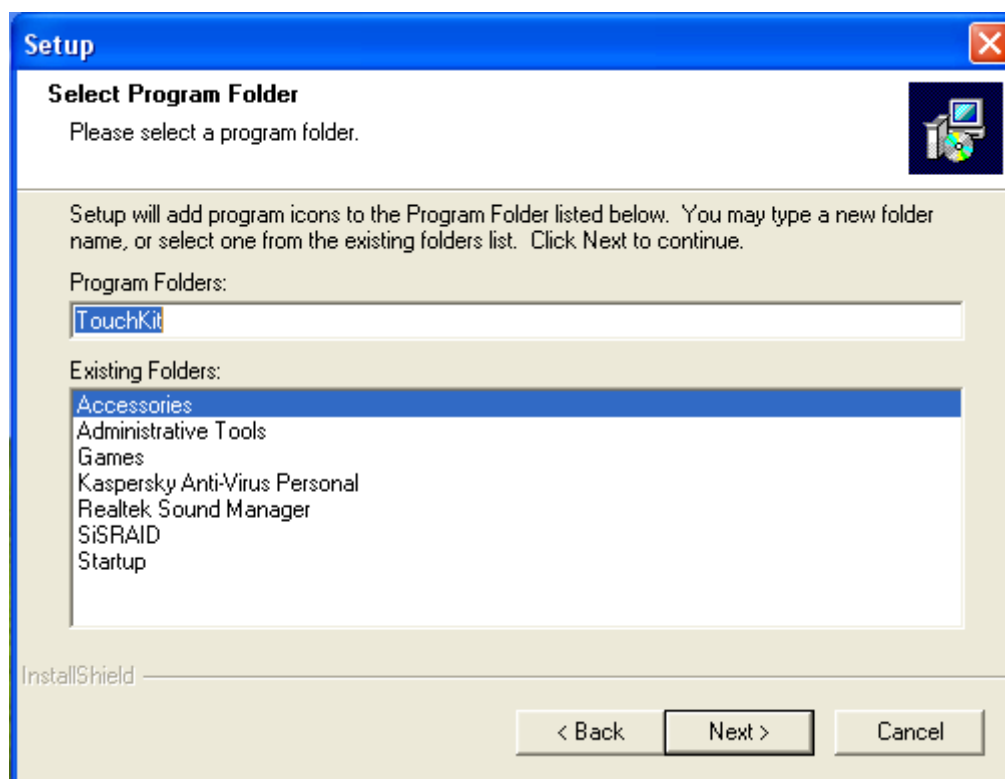 Setup
Select Program Folder
Please select a program folder.
Setup will add program icons to the Program Folder listed below.  You may type a new folder
name, or select one from the existing folders list.  Click Next to continue.
Program Folders:
TouchKit
Existing Folders:
Accessories
Administrative Tools
Games
Kaspersky Anti-Virus Personal
Realtek Sound Manager
SiSRAID
Startup
InstallShield
< Back
Next >
Cancel